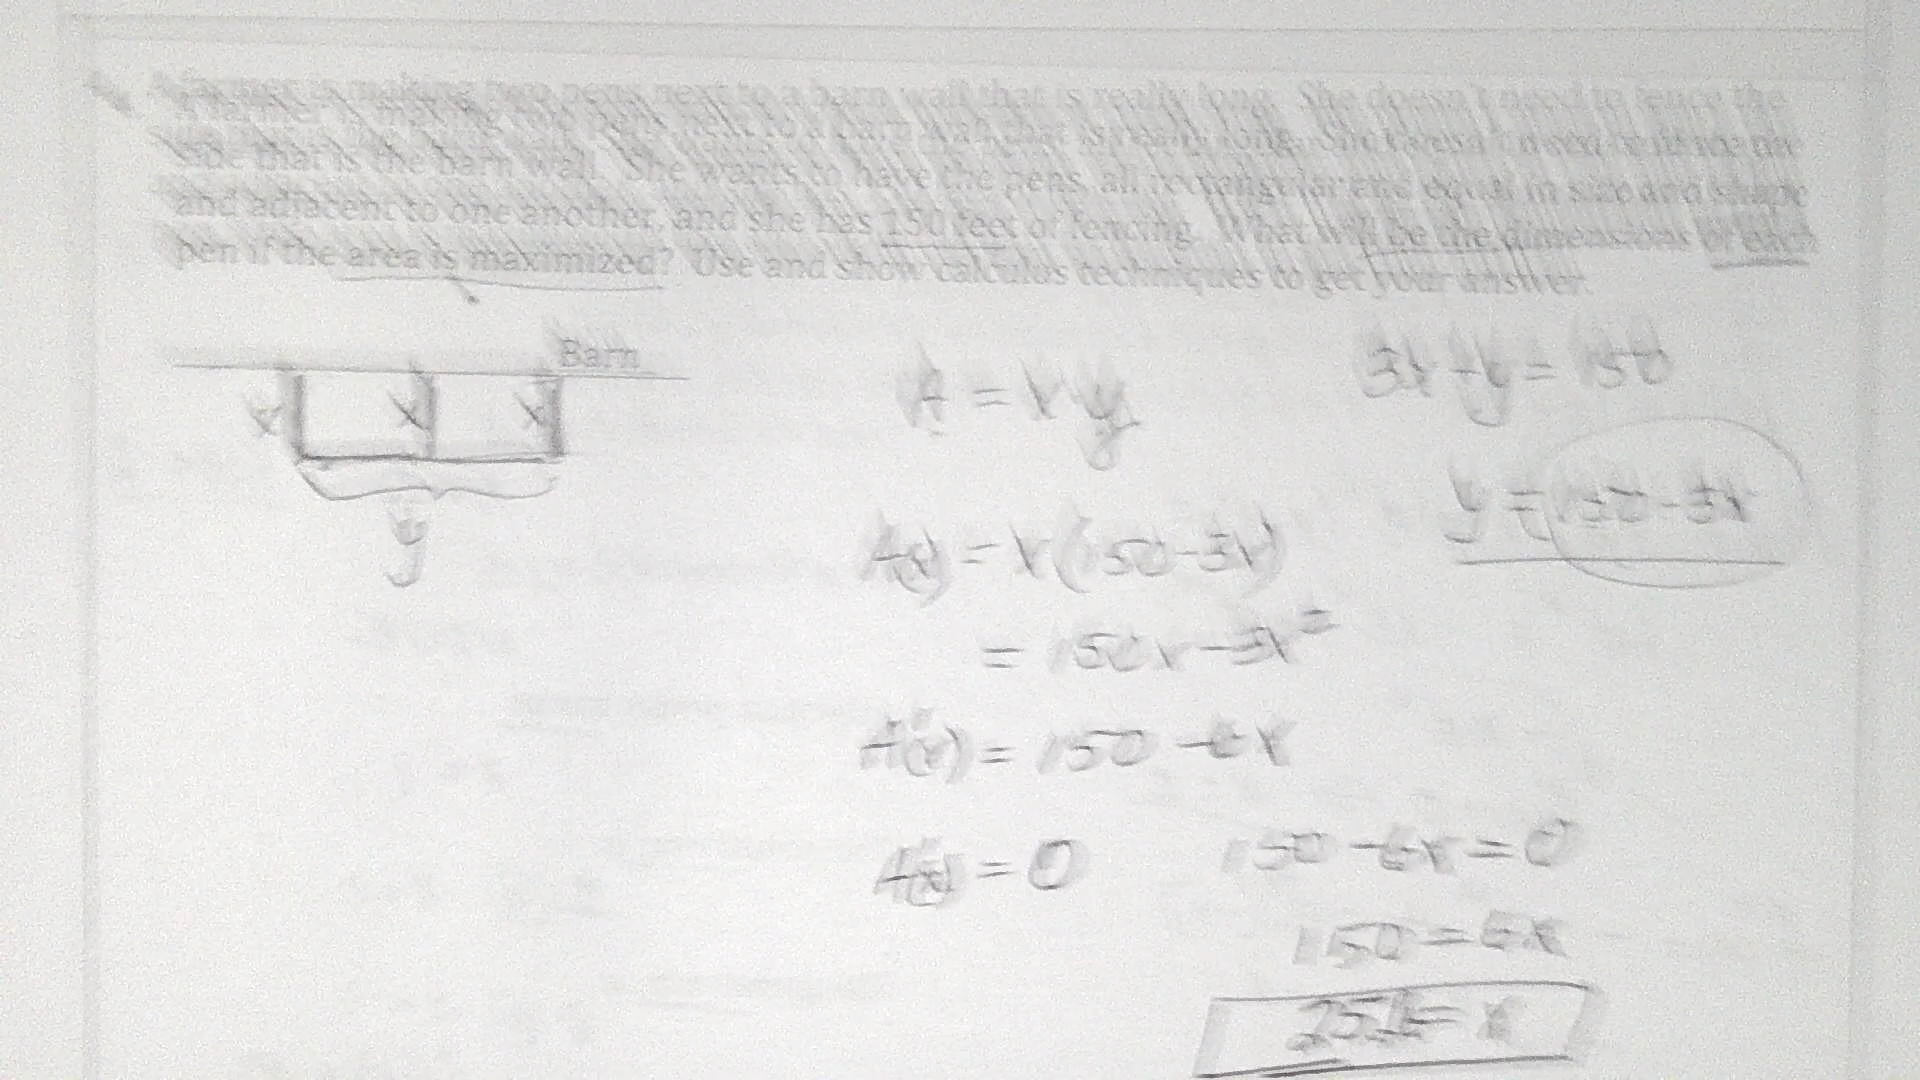 A farmer is making two pens next to a barn wall that is really long. She doesn't need to fence the
side that is the barn wall. She wants to have the pens all rectangular and equal in size and shape
and adjacent to one another, and she has 150 feet of fencing. What will be the dimensions of each
pen if the area is maximized? Use and show calculus techniques to get your answer.
Barn
x x x
y
A = x·y
3x+y = 150
y = 150-3x
A(x) = x(150-3x)
= 150x-3x²
A'(x) = 150-6x
A'(x) = 0
150-6x=0
150=6x
25ft=x